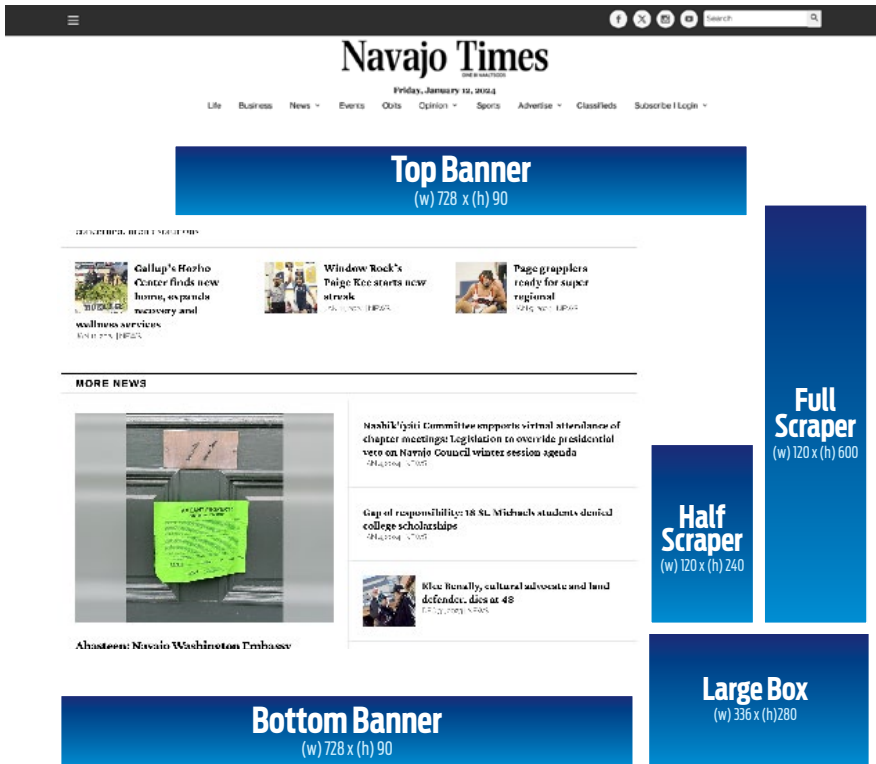 Search
Navajo Times
Friday, January 12, 2024
Life Business News Events Obits Opinion Sports Advertise Classifieds Subscribe | Login
Top Banner
(w) 728 x (h) 90
Gallup's Hozho
Center finds new
home, expands
recovery and
wellness services
Window Rock's
Paige Kee starts new
streak
NEWS
Page grapplers
ready for super
regional
NEWS
MORE NEWS
Naabik'íyáti Committee supports virtual attendance of
chapter meetings: Legislation to override presidential
veto on Navajo Council winter session agenda
Gap of responsibility: 18 St. Michaels students denied
college scholarships
Klee Benally, cultural advocate and land
defender, dies at 48
Ahasteen: Navajo Washington Embassy
Full
Scraper
(w) 120 x (h) 600
Half
Scraper
(w) 120 x (h) 240
Large Box
(w) 336 x (h)280
Bottom Banner
(w) 728 x (h) 90